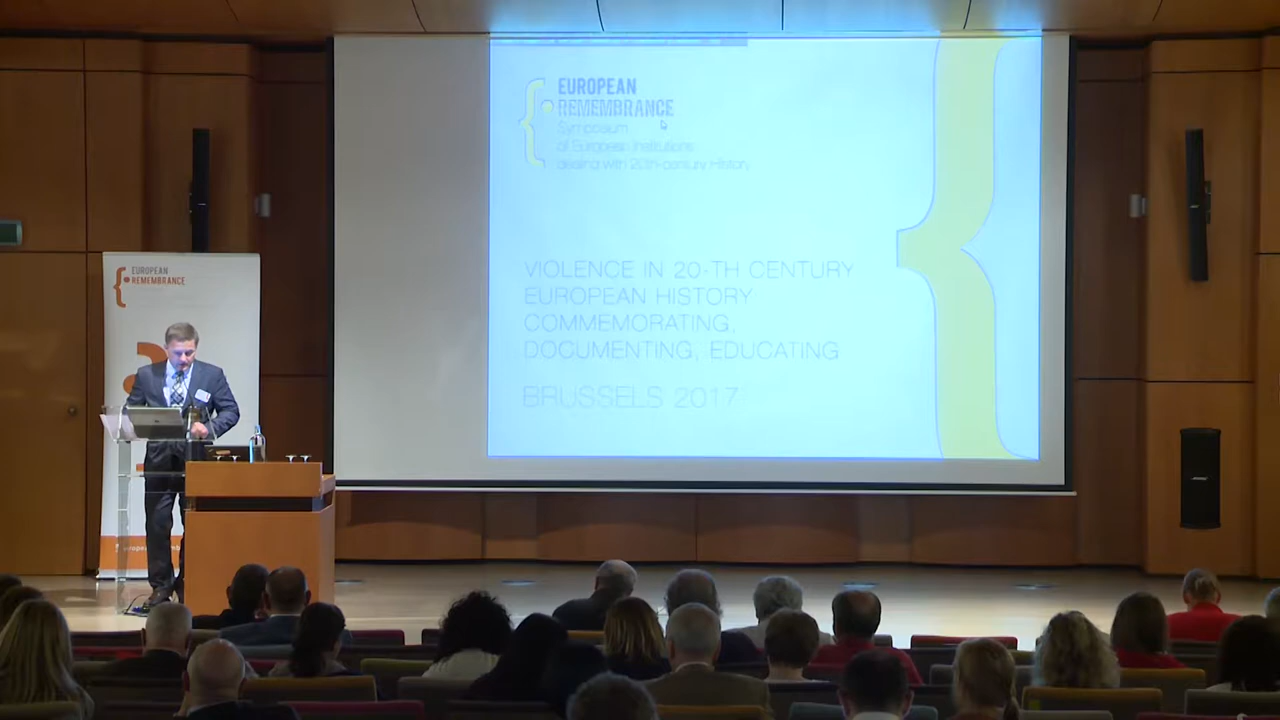 EUROPEAN
REMEMBRANCE
Symposium
of European Institutions
dealing with 20th-century History
VIOLENCE IN 20-TH CENTURY
EUROPEAN HISTORY
COMMEMORATING,
DOCUMENTING, EDUCATING
BRUSSELS 2017
EUROPEAN
REMEMBRANCE